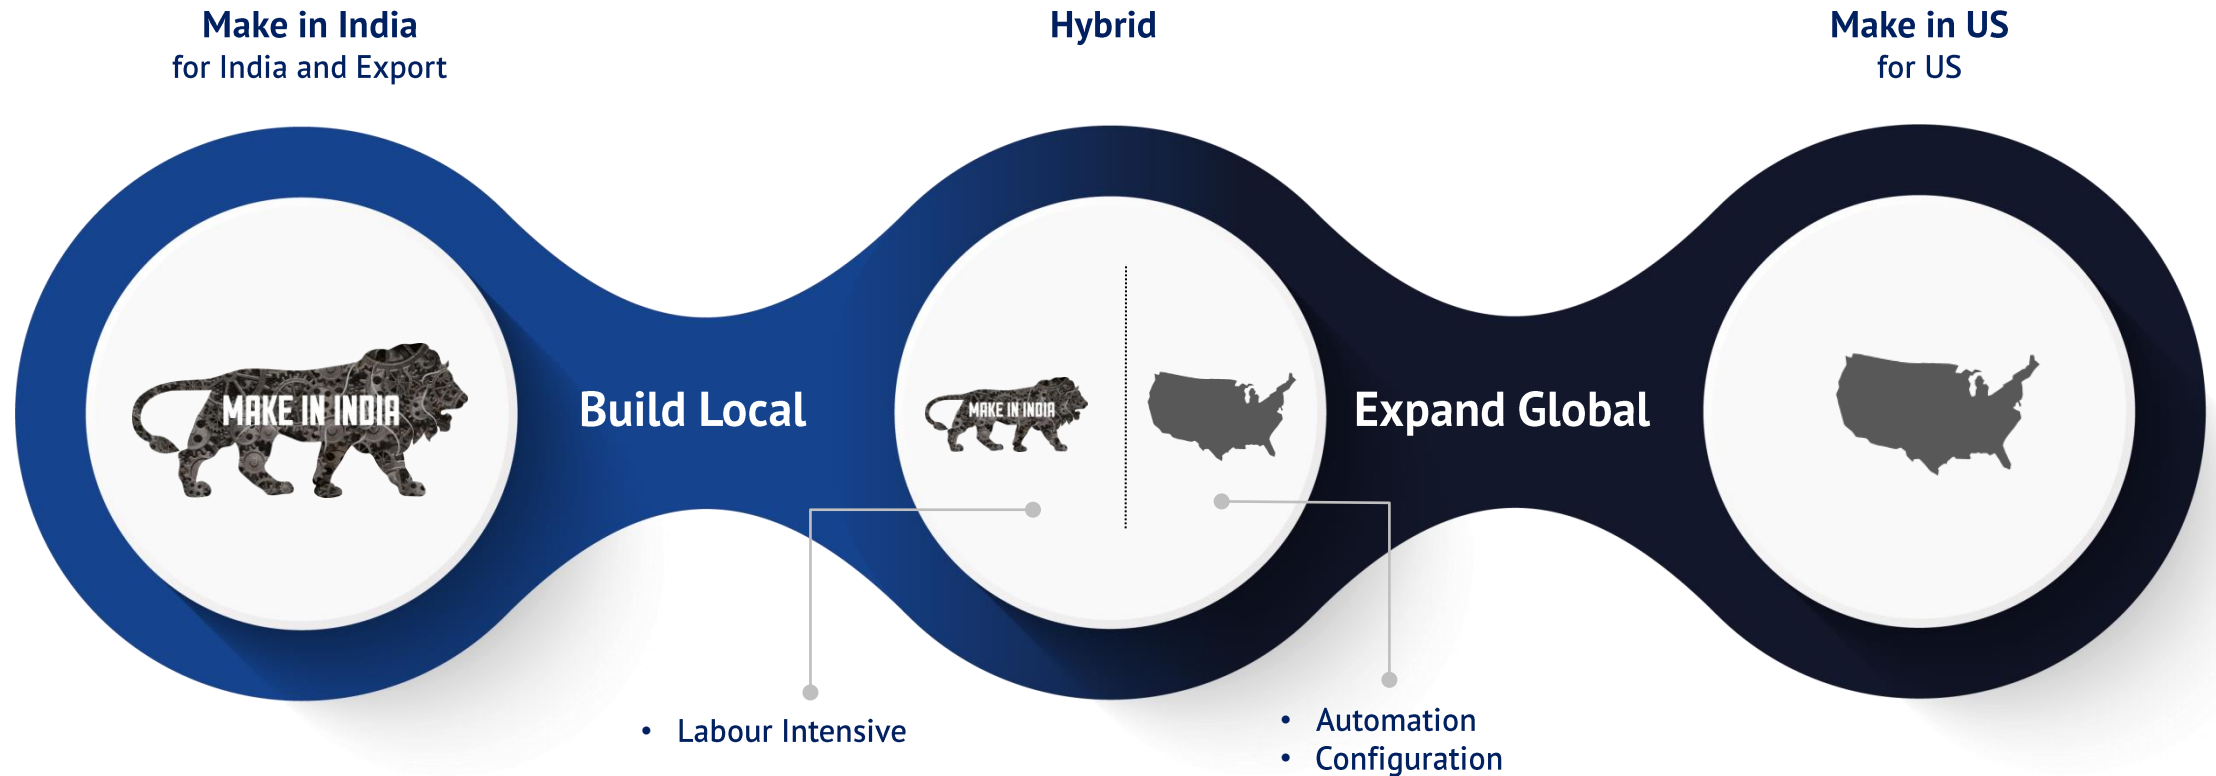 Make in India
for India and Export
Hybrid
Make in US
for US
MAKE IN INDIA
Build Local
MAKE IN INDIA
Expand Global
• Labour Intensive
• Automation
• Configuration